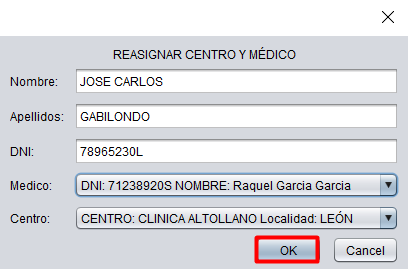 REASIGNAR CENTRO Y MÉDICO
Nombre: JOSE CARLOS
Apellidos: GABILONDO
DNI: 78965230L
Medico: DNI: 71238920S NOMBRE: Raquel Garcia Garcia
Centro: CENTRO: CLINICA ALTOLLANO Localidad: LEÓN
OK Cancel